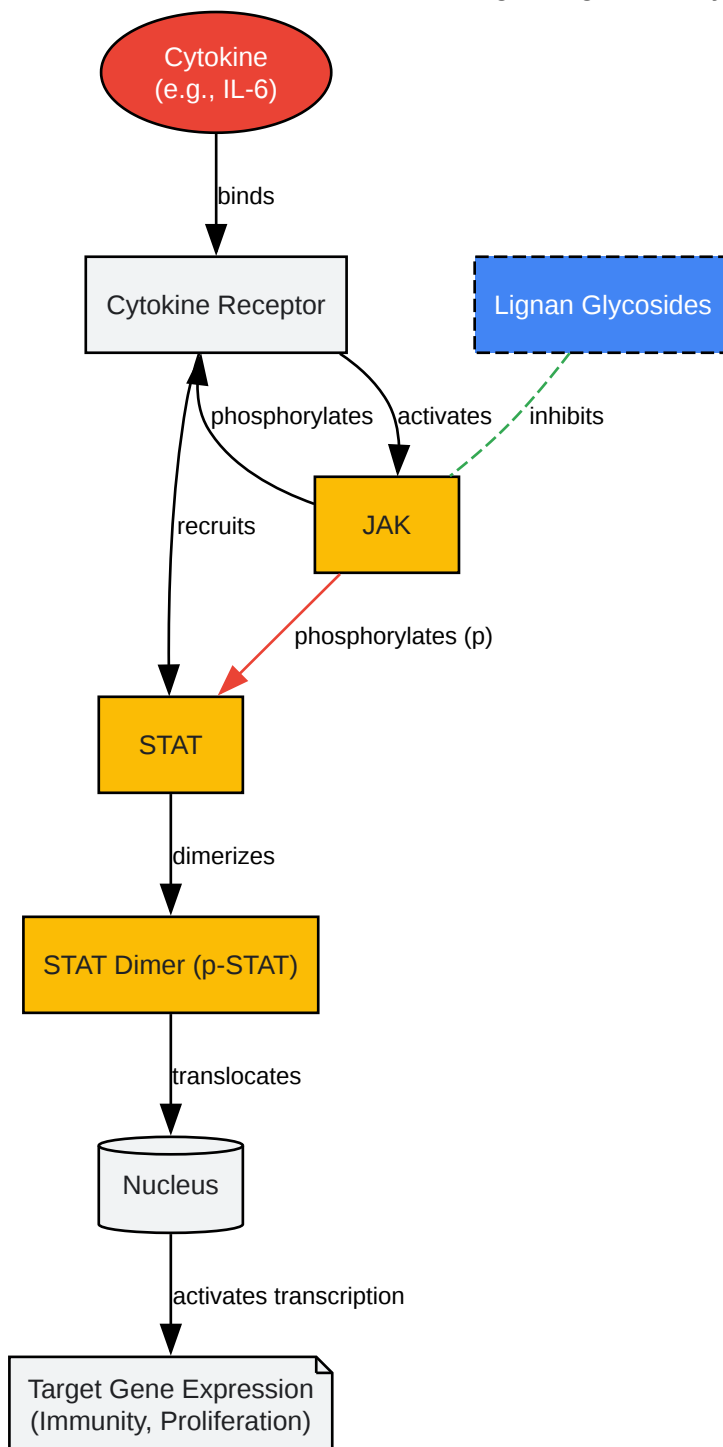 Cytokine
(e.g., IL-6)
binds
Cytokine Receptor
Lignan Glycosides
phosphorylates
activates
inhibits
JAK
recruits
phosphorylates (p)
STAT
dimerizes
STAT Dimer (p-STAT)
translocates
Nucleus
activates transcription
Target Gene Expression
(Immunity, Proliferation)